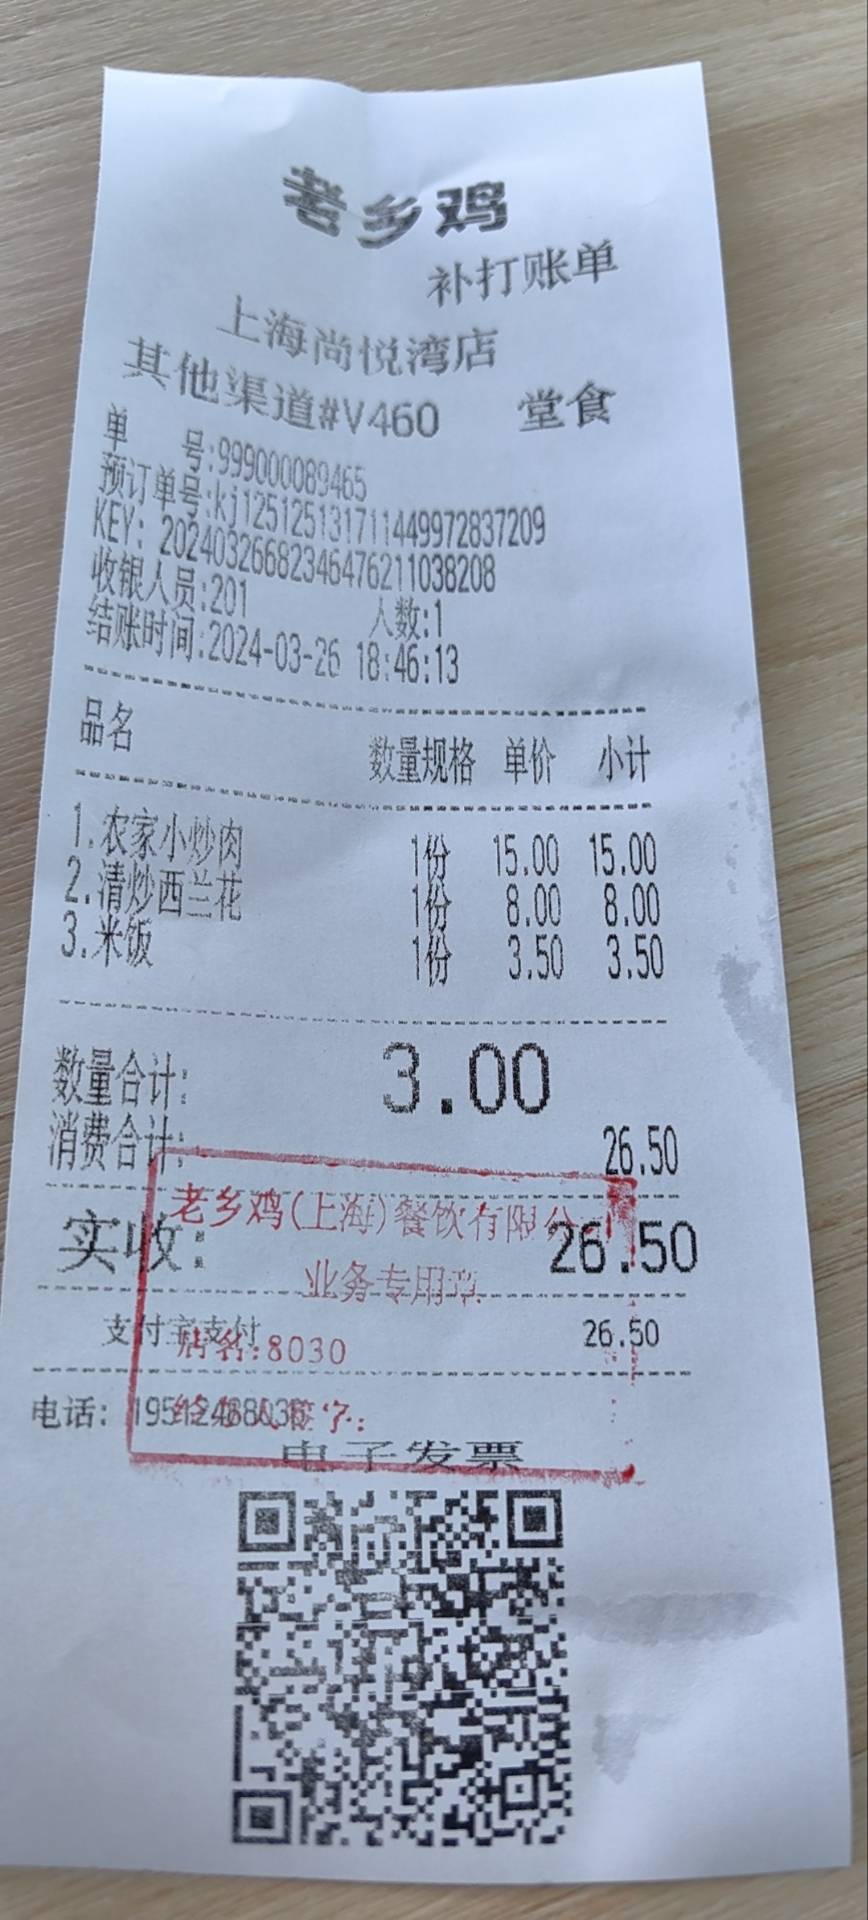 老乡鸡
补打账单
上海尚悦湾店
其他渠道#V460 堂食
单 号:999000089465
预订单号:kj125125131711449972837209
KEY: 20240326682346476211038208
收银人员:201 人数:1
结账时间:2024-03-26 18:46:13
品名 数量规格 单价 小计
1.农家小炒肉 1份 15.00 15.00
2.清炒西兰花 1份 8.00 8.00
3.米饭 1份 3.50 3.50
数量合计: 3.00
消费合计: 26.50
老乡鸡(上海)餐饮有限公
实收: 26.50
业务专用章
支付宝支付 26.50
店名:8030
电话:
电子发票